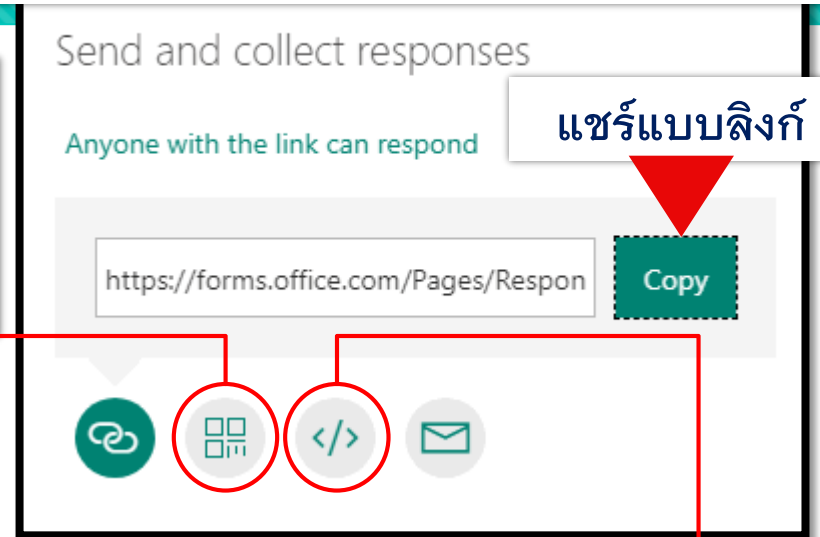 Send and collect responses
แชร์แบบลิงก์
Anyone with the link can respond
https://forms.office.com/Pages/Respon
Copy
</>